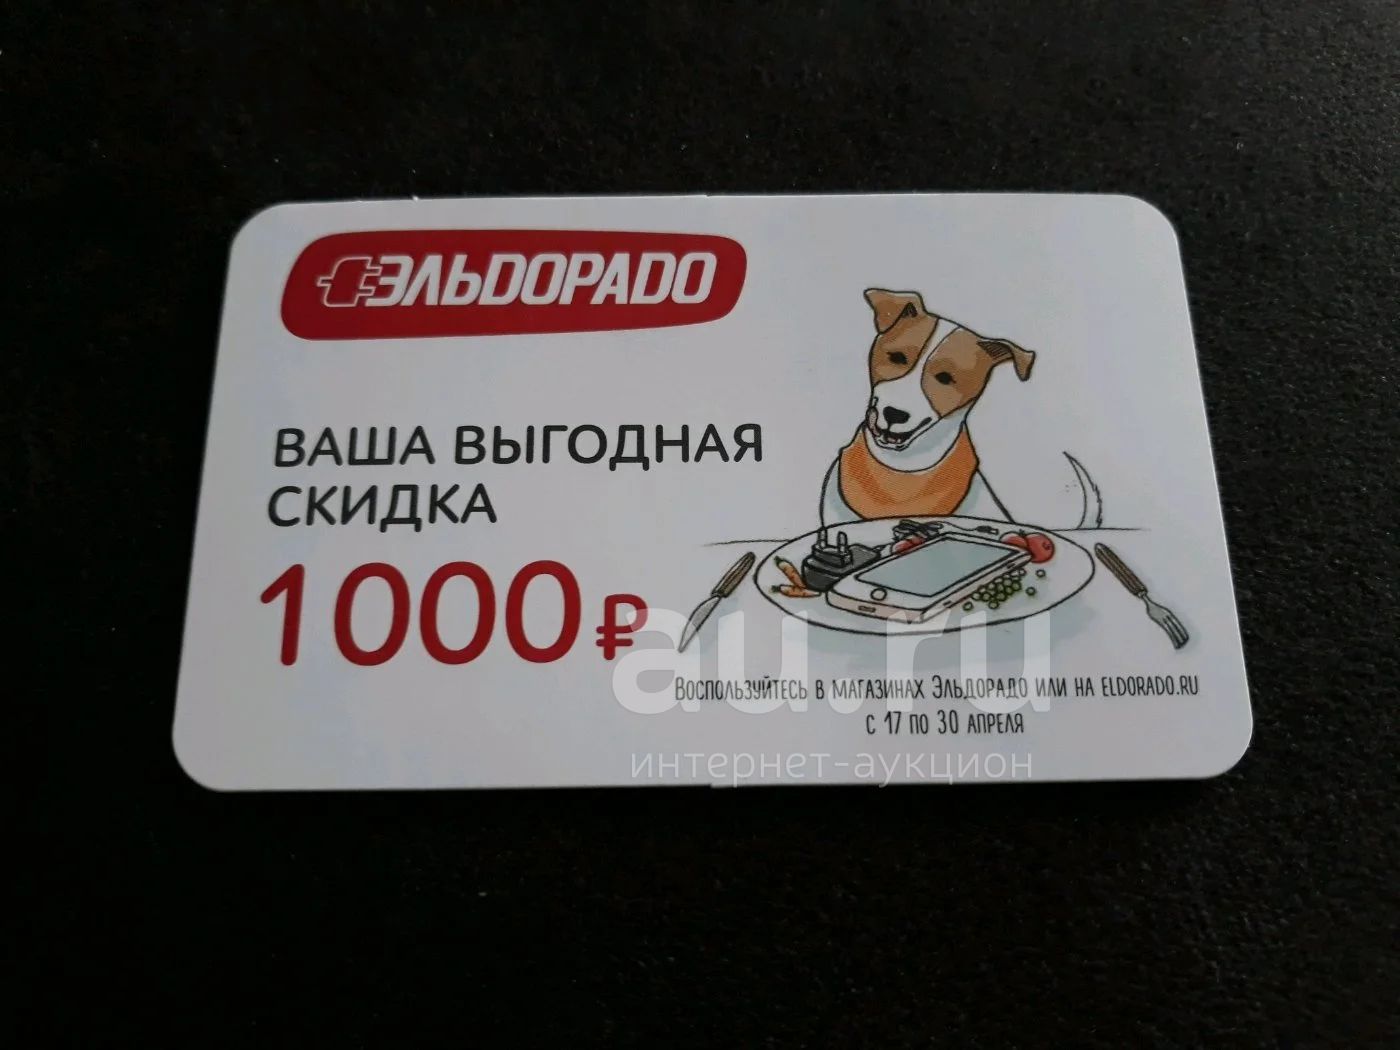 ЭЛЬДОРАДО
ВАША ВЫГОДНАЯ
СКИДКА
1000 ₽
Воспользуйтесь в магазинах Эльдорадо или на eldorado.ru
с 17 по 30 апреля
au.ru
интернет-аукцион